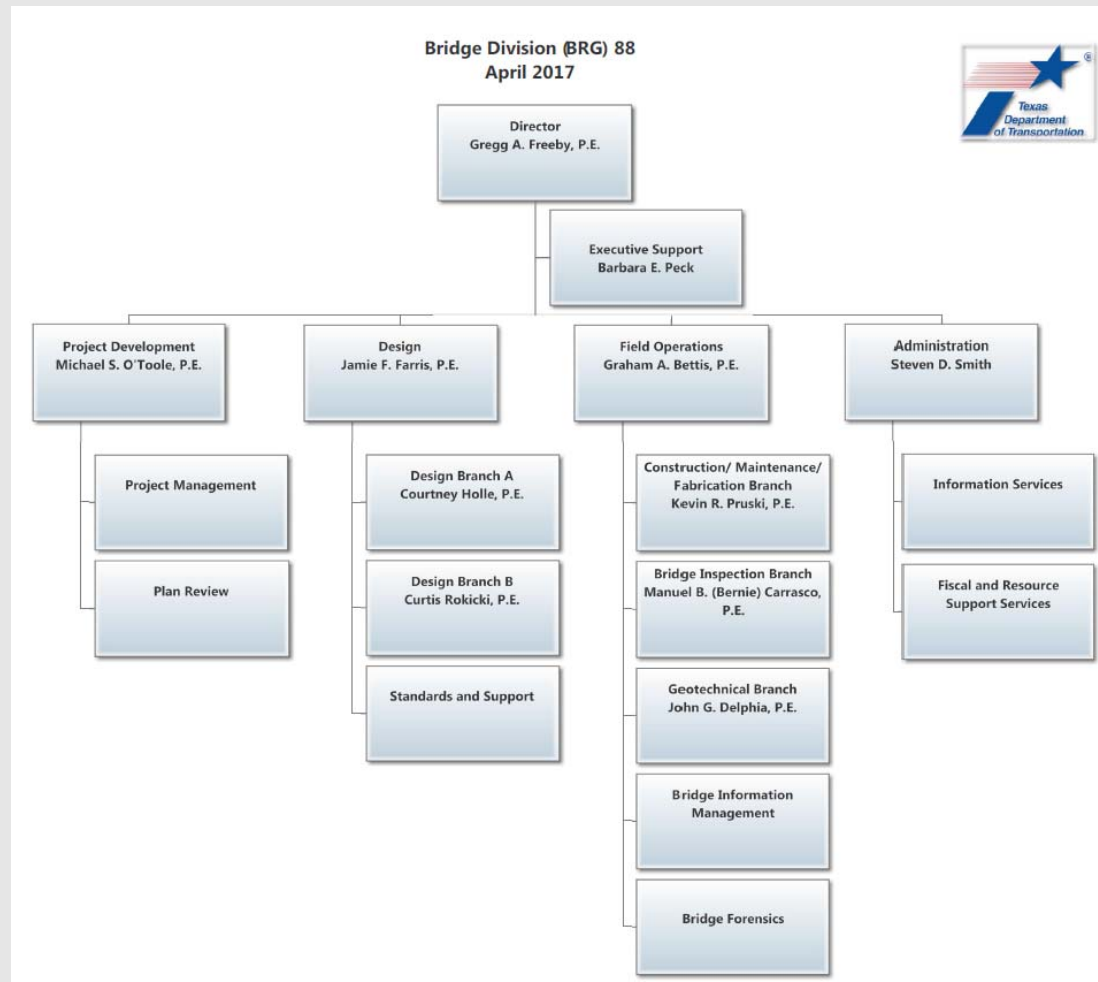 Bridge Division (BRG) 88
April 2017
®
Texas
Department
of Transportation
Director
Gregg A. Freeby, P.E.
Executive Support
Barbara E. Peck
Project Development
Michael S. O'Toole, P.E.
Design
Jamie F. Farris, P.E.
Field Operations
Graham A. Bettis, P.E.
Administration
Steven D. Smith
Project Management
Plan Review
Design Branch A
Courtney Holle, P.E.
Design Branch B
Curtis Rokicki, P.E.
Standards and Support
Construction/ Maintenance/
Fabrication Branch
Kevin R. Pruski, P.E.
Bridge Inspection Branch
Manuel B. (Bernie) Carrasco,
P.E.
Geotechnical Branch
John G. Delphia, P.E.
Bridge Information
Management
Bridge Forensics
Information Services
Fiscal and Resource
Support Services